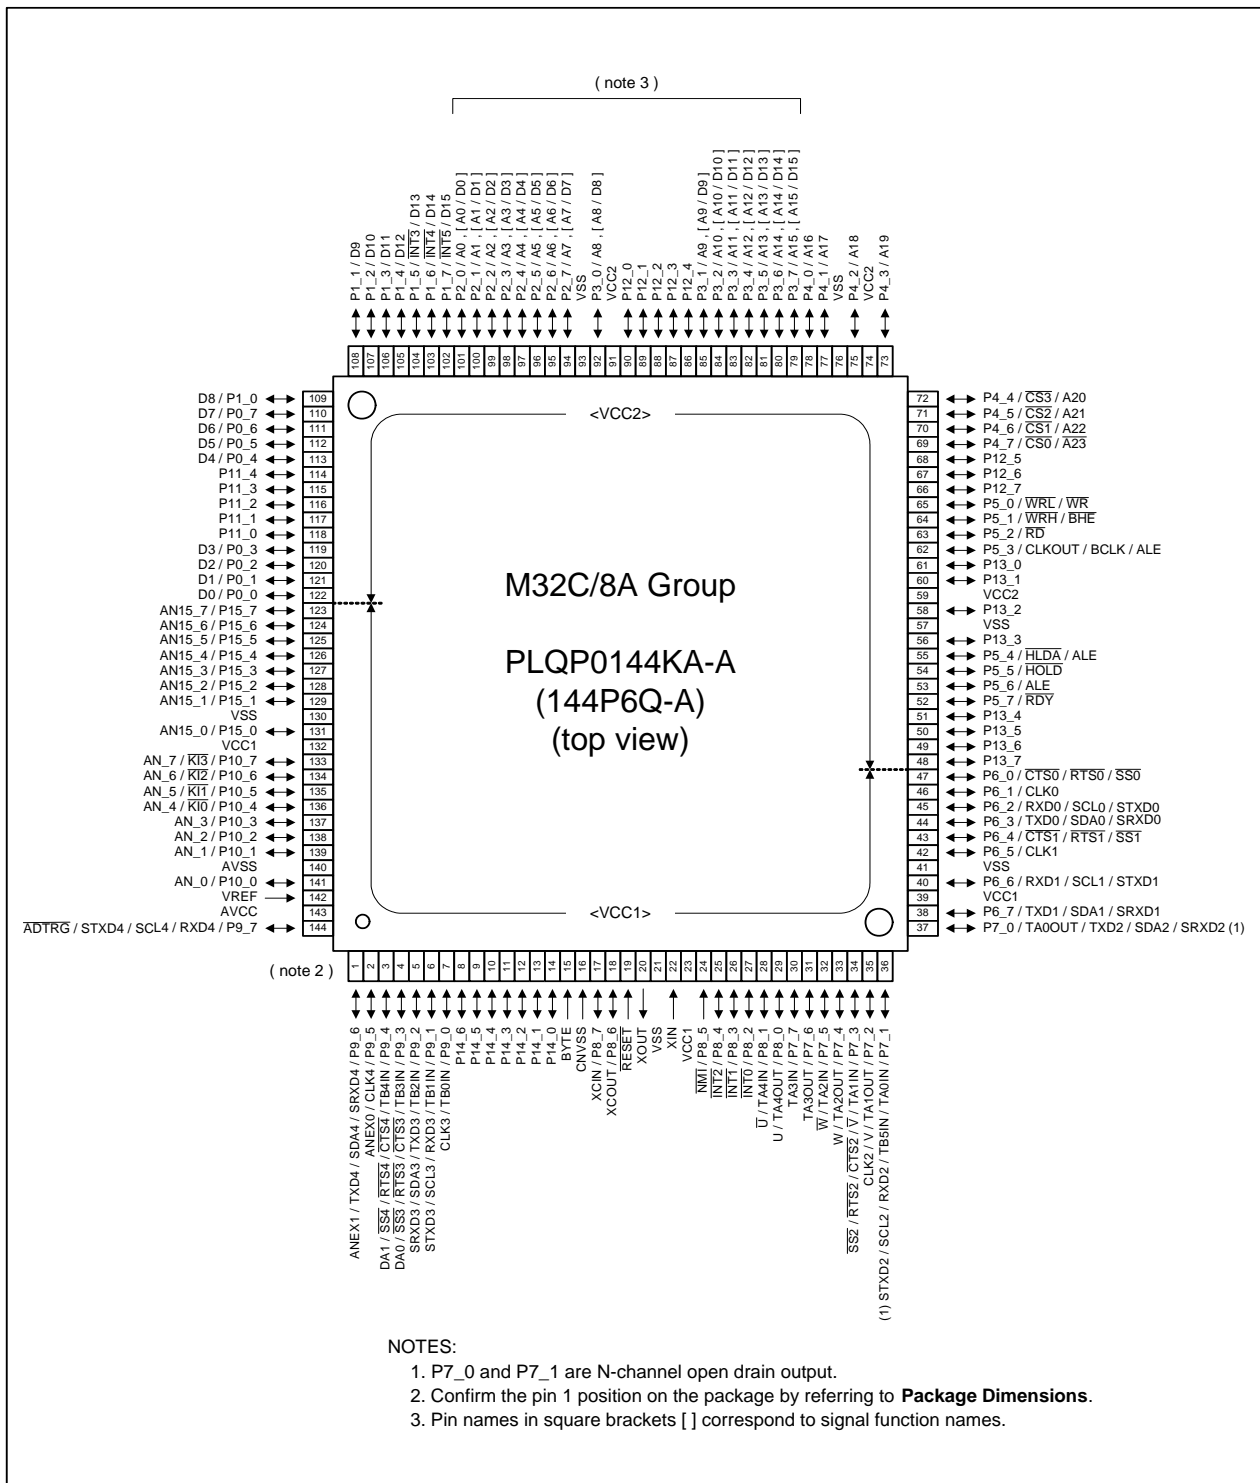 ( note 3 )
P1_1 / D9
P1_2 / D10
P1_3 / D11
P1_4 / D12
P1_5 / INT3 / D13
P1_6 / INT4 / D14
P1_7 / INT5 / D15
P2_0 / A0 , [ A0 / D0 ]
P2_1 / A1 , [ A1 / D1 ]
P2_2 / A2 , [ A2 / D2 ]
P2_3 / A3 , [ A3 / D3 ]
P2_4 / A4 , [ A4 / D4 ]
P2_5 / A5 , [ A5 / D5 ]
P2_6 / A6 , [ A6 / D6 ]
P2_7 / A7 , [ A7 / D7 ]
VSS
P3_0 / A8 , [ A8 / D8 ]
VCC2
P12_0
P12_1
P12_2
P12_3
P12_4
P3_1 / A9 , [ A9 / D9 ]
P3_2 / A10 , [ A10 / D10 ]
P3_3 / A11 , [ A11 / D11 ]
P3_4 / A12 , [ A12 / D12 ]
P3_5 / A13 , [ A13 / D13 ]
P3_6 / A14 , [ A14 / D14 ]
P3_7 / A15 , [ A15 / D15 ]
P4_0 / A16
P4_1 / A17
VSS
P4_2 / A18
VCC2
P4_3 / A19
108 107 106 105 104 103 102 101 100 99 98 97 96 95 94 93 92 91 90 89 88 87 86 85 84 83 82 81 80 79 78 77 76 75 74 73
D8 / P1_0 109
D7 / P0_7 110
D6 / P0_6 111
D5 / P0_5 112
D4 / P0_4 113
P11_4 114
P11_3 115
P11_2 116
P11_1 117
P11_0 118
D3 / P0_3 119
D2 / P0_2 120
D1 / P0_1 121
D0 / P0_0 122
AN15_7 / P15_7 123
AN15_6 / P15_6 124
AN15_5 / P15_5 125
AN15_4 / P15_4 126
AN15_3 / P15_3 127
AN15_2 / P15_2 128
AN15_1 / P15_1 129
VSS 130
AN15_0 / P15_0 131
VCC1 132
AN_7 / KI3 / P10_7 133
AN_6 / KI2 / P10_6 134
AN_5 / KI1 / P10_5 135
AN_4 / KI0 / P10_4 136
AN_3 / P10_3 137
AN_2 / P10_2 138
AN_1 / P10_1 139
AVSS 140
AN_0 / P10_0 141
VREF 142
AVCC 143
ADTRG / STXD4 / SCL4 / RXD4 / P9_7 144
<VCC2>
M32C/8A Group
PLQP0144KA-A
(144P6Q-A)
(top view)
<VCC1>
72 P4_4 / CS3 / A20
71 P4_5 / CS2 / A21
70 P4_6 / CS1 / A22
69 P4_7 / CS0 / A23
68 P12_5
67 P12_6
66 P12_7
65 P5_0 / WRL / WR
64 P5_1 / WRH / BHE
63 P5_2 / RD
62 P5_3 / CLKOUT / BCLK / ALE
61 P13_0
60 P13_1
59 VCC2
58 P13_2
57 VSS
56 P13_3
55 P5_4 / HLDA / ALE
54 P5_5 / HOLD
53 P5_6 / ALE
52 P5_7 / RDY
51 P13_4
50 P13_5
49 P13_6
48 P13_7
47 P6_0 / CTS0 / RTS0 / SS0
46 P6_1 / CLK0
45 P6_2 / RXD0 / SCL0 / STXD0
44 P6_3 / TXD0 / SDA0 / SRXD0
43 P6_4 / CTS1 / RTS1 / SS1
42 P6_5 / CLK1
41 VSS
40 P6_6 / RXD1 / SCL1 / STXD1
39 VCC1
38 P6_7 / TXD1 / SDA1 / SRXD1
37 P7_0 / TA0OUT / TXD2 / SDA2 / SRXD2 (1)
( note 2 )
1 2 3 4 5 6 7 8 9 10 11 12 13 14 15 16 17 18 19 20 21 22 23 24 25 26 27 28 29 30 31 32 33 34 35 36
ANEX1 / TXD4 / SDA4 / SRXD4 / P9_6
ANEX0 / CLK4 / P9_5
DA1 / SS4 / RTS4 / CTS4 / TB4IN / P9_4
DA0 / SS3 / RTS3 / CTS3 / TB3IN / P9_3
SRXD3 / SDA3 / TXD3 / TB2IN / P9_2
STXD3 / SCL3 / RXD3 / TB1IN / P9_1
CLK3 / TB0IN / P9_0
P14_6
P14_5
P14_4
P14_3
P14_2
P14_1
P14_0
BYTE
CNVSS
XCIN / P8_7
XCOUT / P8_6
RESET
XOUT
VSS
XIN
VCC1
NMI / P8_5
INT2 / P8_4
INT1 / P8_3
INT0 / P8_2
U / TA4IN / P8_1
U / TA4OUT / P8_0
TA3IN / P7_7
TA3OUT / P7_6
W / TA2IN / P7_5
W / TA2OUT / P7_4
SS2 / RTS2 / CTS2 / V / TA1IN / P7_3
CLK2 / V / TA1OUT / P7_2
(1) STXD2 / SCL2 / RXD2 / TB5IN / TA0IN / P7_1
NOTES:
1. P7_0 and P7_1 are N-channel open drain output.
2. Confirm the pin 1 position on the package by referring to Package Dimensions.
3. Pin names in square brackets [ ] correspond to signal function names.